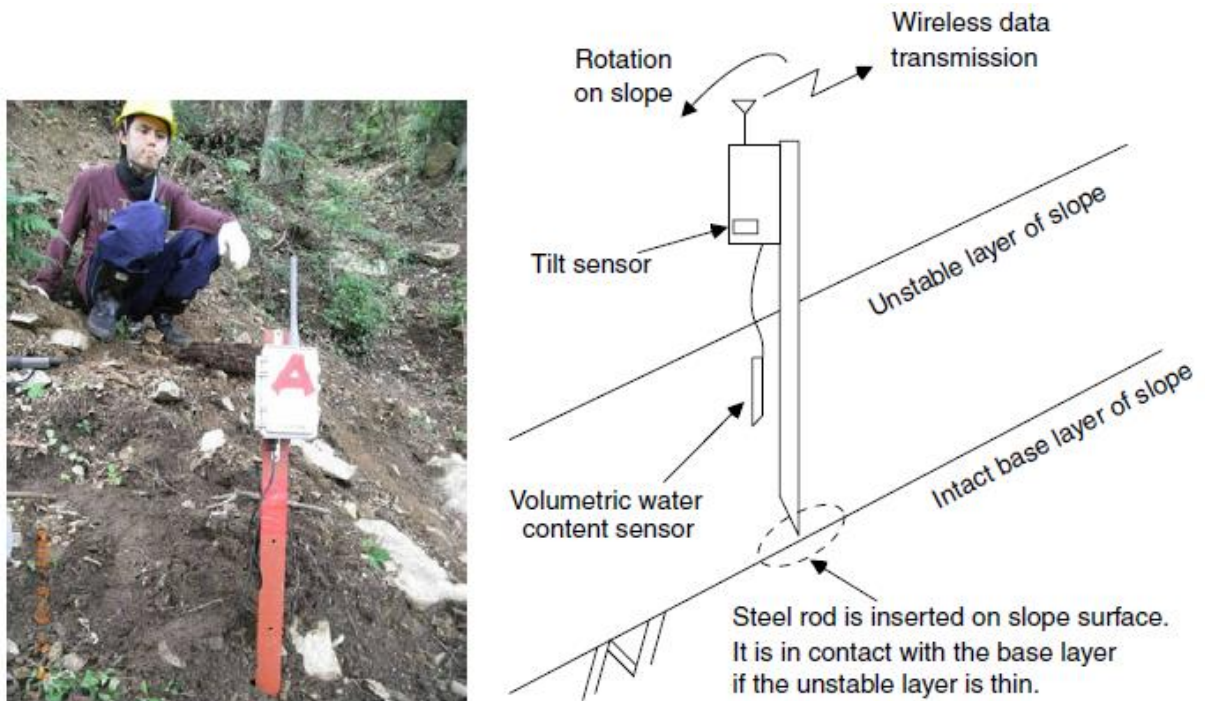 A
Wireless data
transmission
Rotation
on slope
Tilt sensor
Unstable layer of slope
Volumetric water
content sensor
Intact base layer of slope
Steel rod is inserted on slope surface.
It is in contact with the base layer
if the unstable layer is thin.